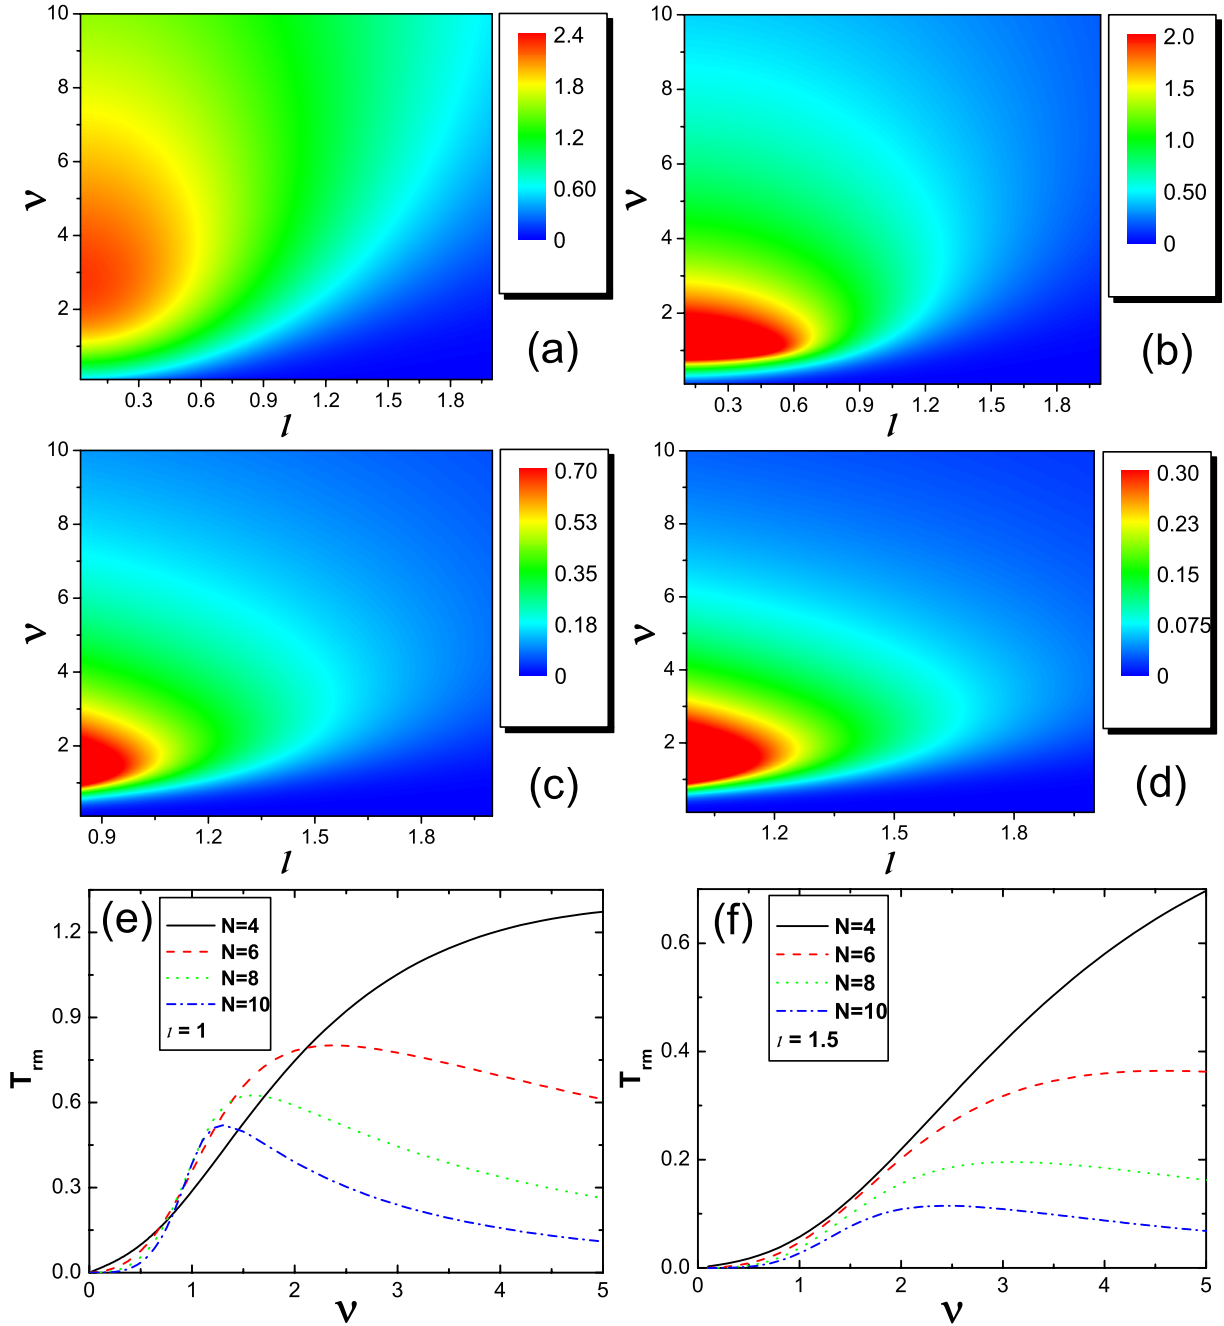 10
8
6
4
2
ν
0.3 0.6 0.9 1.2 1.5 1.8
l
2.4
1.8
1.2
0.60
0
(a)
10
8
6
4
2
ν
0.3 0.6 0.9 1.2 1.5 1.8
l
2.0
1.5
1.0
0.50
0
(b)
10
8
6
4
2
ν
0.9 1.2 1.5 1.8
l
0.70
0.53
0.35
0.18
0
(c)
10
8
6
4
2
ν
1.2 1.5 1.8
l
0.30
0.23
0.15
0.075
0
(d)
(e)
N=4
N=6
N=8
N=10
l = 1
1.2
0.9
0.6
0.3
0.0
Trm
0 1 2 3 4 5
ν
(f)
N=4
N=6
N=8
N=10
l = 1.5
0.6
0.4
0.2
0.0
Trm
0 1 2 3 4 5
ν